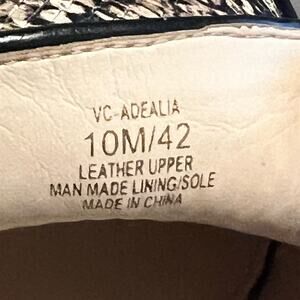 VC-ADEALIA
10M/42
LEATHER UPPER
MAN MADE LINING/SOLE
MADE IN CHINA